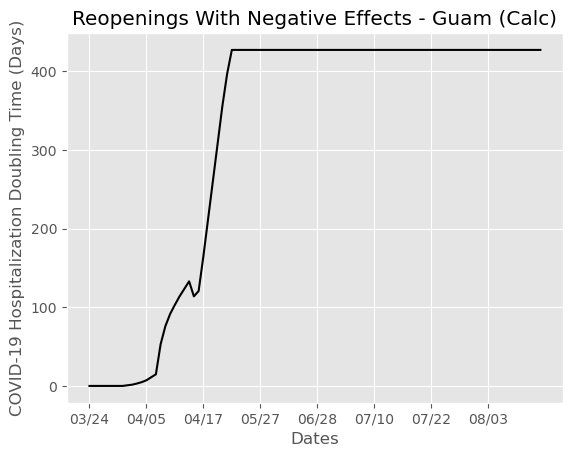 Reopenings With Negative Effects - Guam (Calc)
COVID-19 Hospitalization Doubling Time (Days)
400
300
200
100
0
03/24 04/05 04/17 05/27 06/28 07/10 07/22 08/03
Dates